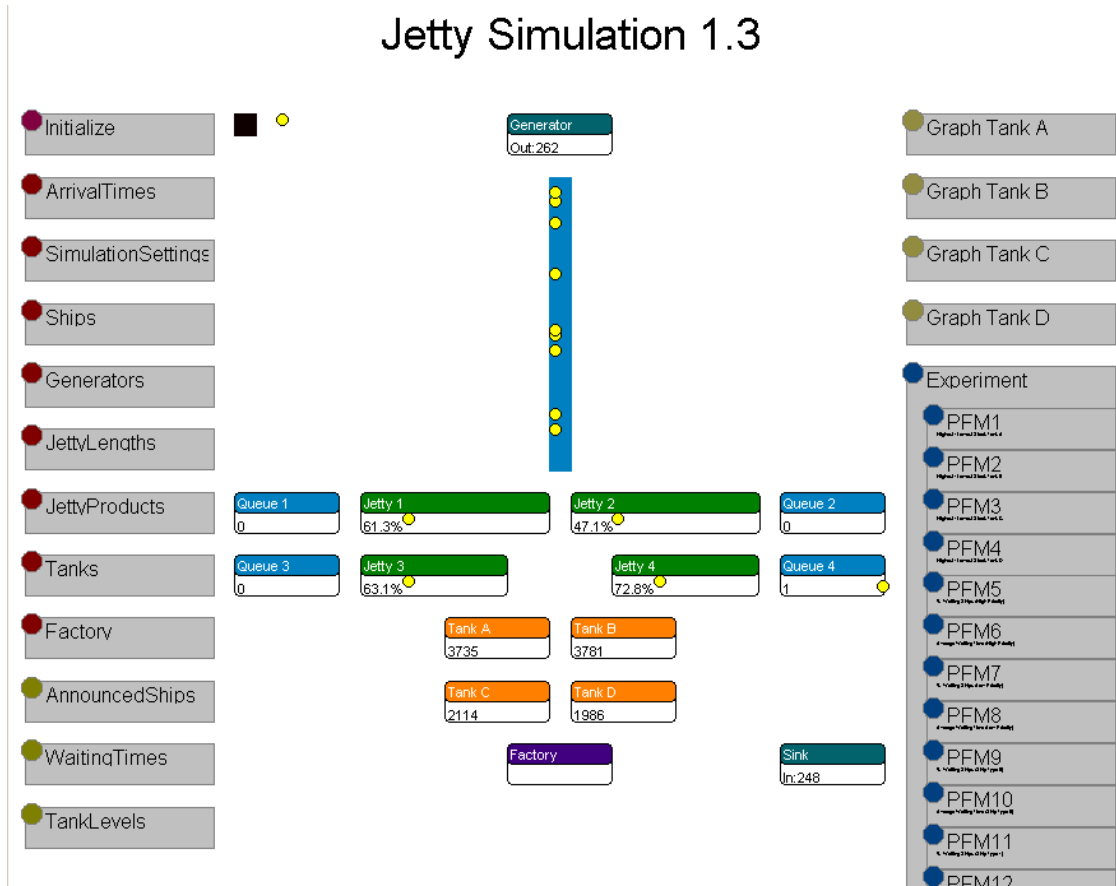 Jetty Simulation 1.3
Initialize
ArrivalTimes
SimulationSettings
Ships
Generators
JettyLengths
JettyProducts
Tanks
Factory
AnnouncedShips
WaitingTimes
TankLevels
Generator
Out:262
Queue 1
0
Jetty 1
61.3%
Jetty 2
47.1%
Queue 2
0
Queue 3
0
Jetty 3
63.1%
Jetty 4
72.8%
Queue 4
1
Tank A
3735
Tank B
3781
Tank C
2114
Tank D
1986
Factory
Sink
In:248
Graph Tank A
Graph Tank B
Graph Tank C
Graph Tank D
Experiment
PFM1
PFM2
PFM3
PFM4
PFM5
PFM6
PFM7
PFM8
PFM9
PFM10
PFM11
PFM12